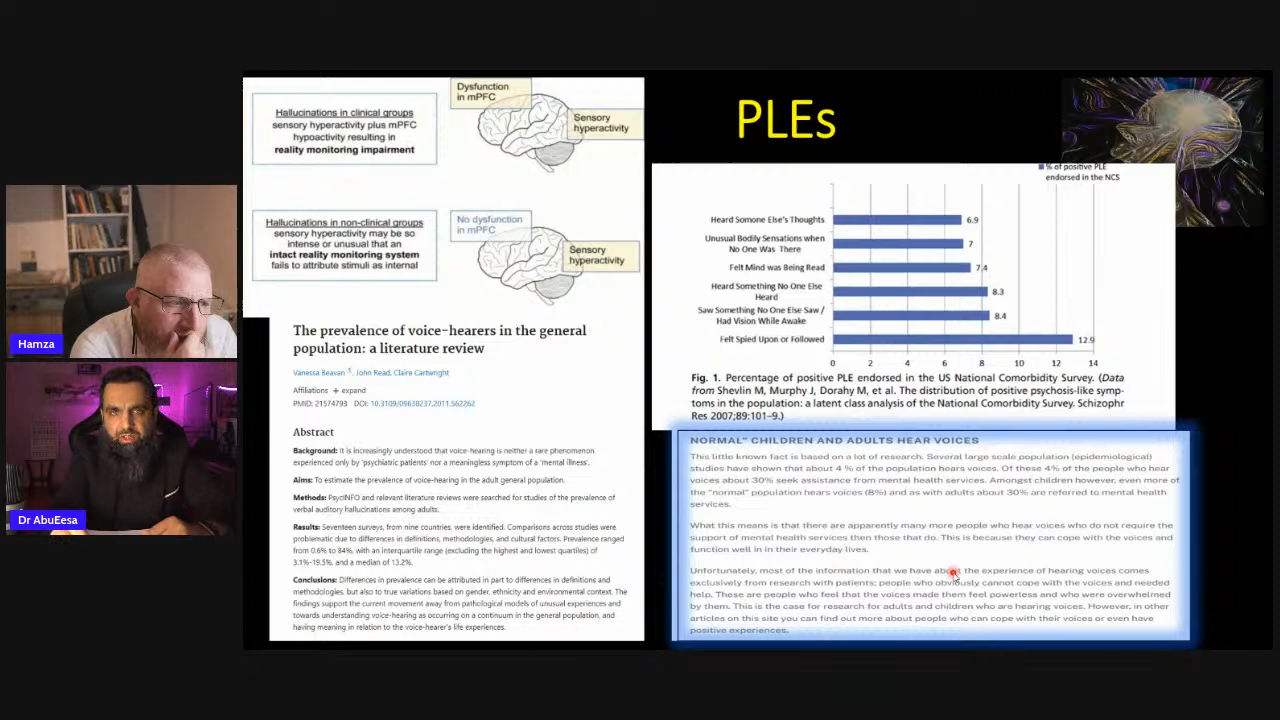 Hallucinations in clinical groups
sensory hyperactivity plus mPFC
hypoactivity resulting in
reality monitoring impairment
Dysfunction
in mPFC
Sensory
hyperactivity
Hallucinations in non-clinical groups
sensory hyperactivity may be so
intense or unusual that an
intact reality monitoring system
fails to attribute stimuli as internal
No dysfunction
in mPFC
Sensory
hyperactivity
The prevalence of voice-hearers in the general
population: a literature review
Vanessa Beavan 1, John Read, Claire Cartwright
Affiliations + expand
PMID: 21574793 DOI: 10.3109/09638237.2011.562262
Abstract
Background: It is increasingly understood that voice-hearing is neither a rare phenomenon
experienced only by 'psychiatric patients' nor a meaningless symptom of a 'mental illness'.
Aims: To estimate the prevalence of voice-hearing in the adult general population.
Methods: PsycINFO and relevant literature reviews were searched for studies of the prevalence of
verbal auditory hallucinations among adults.
Results: Seventeen surveys, from nine countries, were identified. Comparisons across studies were
problematic due to differences in definitions, methodologies, and cultural factors. Prevalence ranged
from 0.6% to 84%, with an interquartile range (excluding the highest and lowest quartiles) of
3.1%-19.5%, and a median of 13.2%.
Conclusions: Differences in prevalence can be attributed in part to differences in definitions and
methodologies, but also to true variations based on gender, ethnicity and environmental context. The
findings support the current movement away from pathological models of unusual experiences and
towards understanding voice-hearing as occurring on a continuum in the general population, and
having meaning in relation to the voice-hearer's life experiences.
PLEs
% of positive PLE
endorsed in the NCS
Heard Somone Else's Thoughts 6.9
Unusual Bodily Sensations when
No One Was There 7
Felt Mind was Being Read 7.4
Heard Something No One Else
Heard 8.3
Saw Something No One Else Saw /
Had Vision While Awake 8.4
Felt Spied Upon or Followed 12.9
0 2 4 6 8 10 12 14
Fig. 1. Percentage of positive PLE endorsed in the US National Comorbidity Survey. (Data
from Shevlin M, Murphy J, Dorahy M, et al. The distribution of positive psychosis-like symp-
toms in the population: a latent class analysis of the National Comorbidity Survey. Schizophr
Res 2007;89:101–9.)
NORMAL" CHILDREN AND ADULTS HEAR VOICES
This little known fact is based on a lot of research. Several large scale population (epidemiological)
studies have shown that about 4 % of the population hears voices. Of these 4% of the people who hear
voices about 30% seek assistance from mental health services. Amongst children however, even more of
the "normal" population hears voices (8%) and as with adults about 30% are referred to mental health
services.
What this means is that there are apparently many more people who hear voices who do not require the
support of mental health services then those that do. This is because they can cope with the voices and
function well in in their everyday lives.
Unfortunately, most of the information that we have about the experience of hearing voices comes
exclusively from research with patients; people who obviously cannot cope with the voices and needed
help. These are people who feel that the voices made them feel powerless and who were overwhelmed
by them. This is the case for research for adults and children who are hearing voices. However, in other
articles on this site you can find out more about people who can cope with their voices or even have
positive experiences.
Hamza
Dr AbuEesa